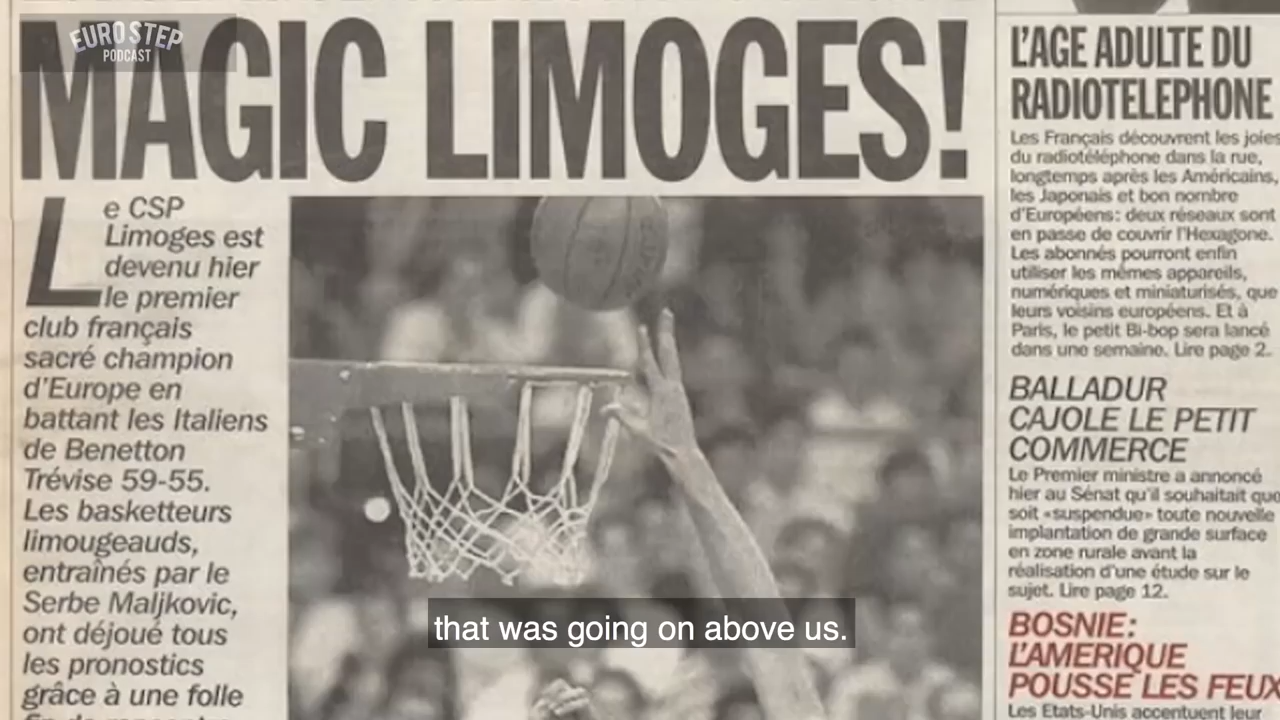 EUROSTEP
PODCAST
MAGIC LIMOGES!
Le CSP
Limoges est
devenu hier
le premier
club français
sacré champion
d'Europe en
battant les Italiens
de Benetton
Trévise 59-55.
Les basketteurs
limougeauds,
entraînés par le
Serbe Maljkovic,
ont déjoué tous
les pronostics
grâce à une folle
fin de rencontre
that was going on above us.
L'AGE ADULTE DU
RADIOTELEPHONE
Les Français découvrent les joies
du radiotéléphone dans la rue,
longtemps après les Américains,
les Japonais et bon nombre
d'Européens: deux réseaux sont
en passe de couvrir l'Hexagone.
Les abonnés pourront enfin
utiliser les mêmes appareils,
numériques et miniaturisés, que
leurs voisins européens. Et à
Paris, le petit Bi-bop sera lancé
dans une semaine. Lire page 2.
BALLADUR
CAJOLE LE PETIT
COMMERCE
Le Premier ministre a annoncé
hier au Sénat qu'il souhaitait que
soit «suspendue» toute nouvelle
implantation de grande surface
en zone rurale avant la
réalisation d'une étude sur le
sujet. Lire page 12.
BOSNIE:
L'AMERIQUE
POUSSE LES FEUX
Les Etats-Unis accentuent leur